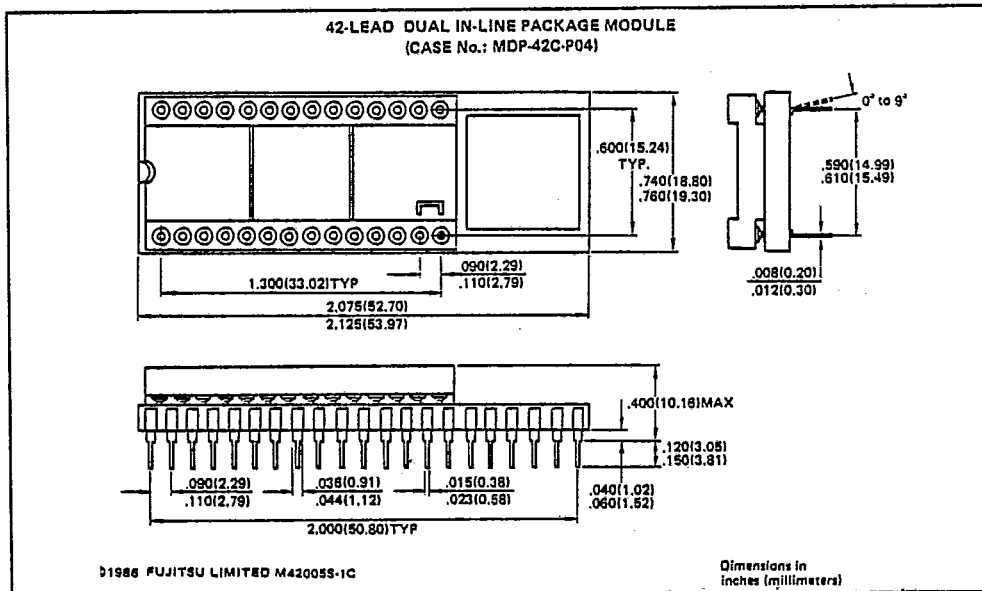 42-LEAD DUAL IN-LINE PACKAGE MODULE
(CASE No.: MDP-42C-P04)
0° to 9°
.600(15.24)
TYP.
.740(18.80)
.760(19.30)
.590(14.99)
.610(15.49)
.090(2.29)
.110(2.79)
1.300(33.02)TYP
.008(0.20)
.012(0.30)
2.075(52.70)
2.125(53.97)
.400(10.16)MAX
.120(3.05)
.150(3.81)
.090(2.29)
.110(2.79)
.036(0.91)
.044(1.12)
.015(0.38)
.023(0.58)
.040(1.02)
.060(1.52)
2.000(50.80)TYP
1986 FUJITSU LIMITED M42005S-1C
Dimensions in
inches (millimeters)